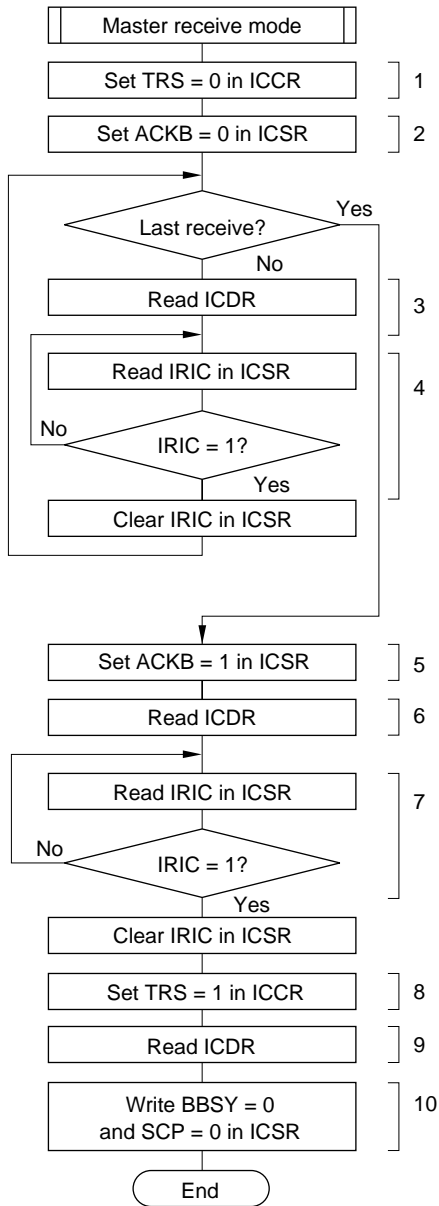 Master receive mode
Set TRS = 0 in ICCR
1
Set ACKB = 0 in ICSR
2
Last receive?
Yes
No
Read ICDR
3
Read IRIC in ICSR
4
No
IRIC = 1?
Yes
Clear IRIC in ICSR
Set ACKB = 1 in ICSR
5
Read ICDR
6
Read IRIC in ICSR
7
No
IRIC = 1?
Yes
Clear IRIC in ICSR
Set TRS = 1 in ICCR
8
Read ICDR
9
Write BBSY = 0
and SCP = 0 in ICSR
10
End